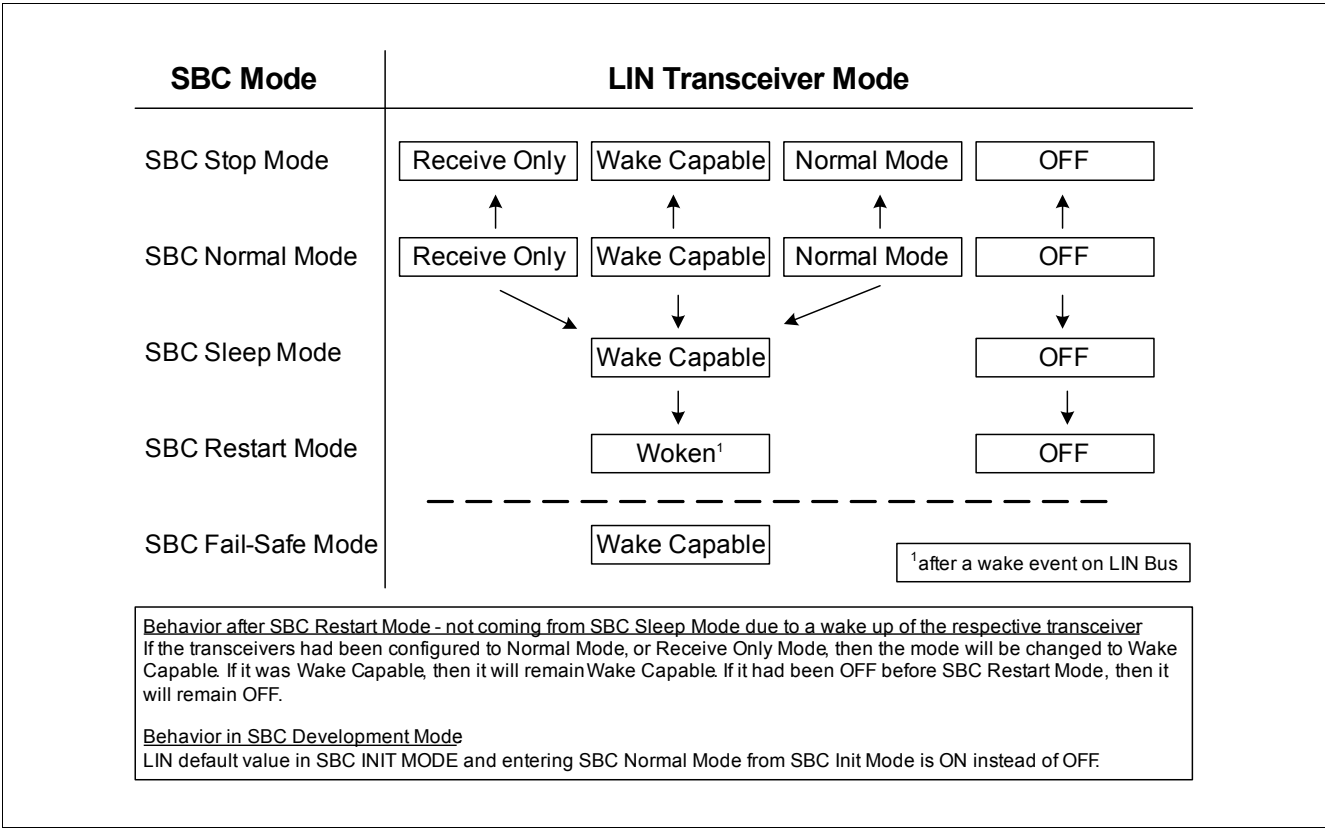 SBC Mode LIN Transceiver Mode
SBC Stop Mode Receive Only Wake Capable Normal Mode OFF
SBC Normal Mode Receive Only Wake Capable Normal Mode OFF
SBC Sleep Mode Wake Capable OFF
SBC Restart Mode Woken¹ OFF
SBC Fail-Safe Mode Wake Capable
¹after a wake event on LIN Bus
Behavior after SBC Restart Mode - not coming from SBC Sleep Mode due to a wake up of the respective transceiver
If the transceivers had been configured to Normal Mode, or Receive Only Mode, then the mode will be changed to Wake
Capable. If it was Wake Capable, then it will remain Wake Capable. If it had been OFF before SBC Restart Mode, then it
will remain OFF.
Behavior in SBC Development Mode
LIN default value in SBC INIT MODE and entering SBC Normal Mode from SBC Init Mode is ON instead of OFF.